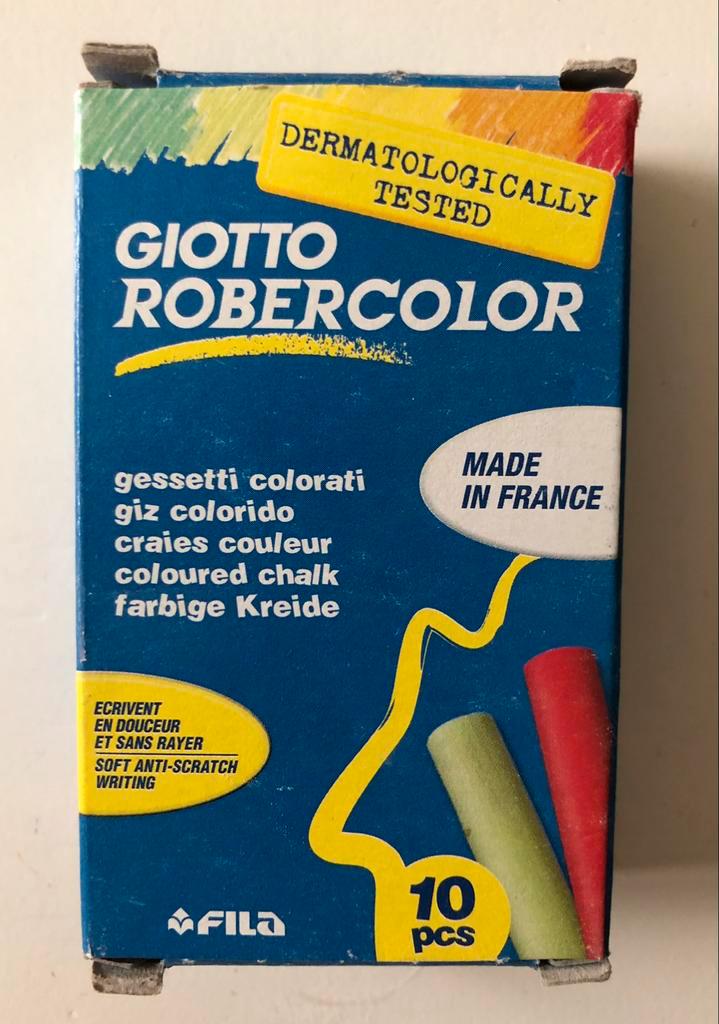 DERMATOLOGICALLY
TESTED
GIOTTO
ROBERCOLOR
MADE
IN FRANCE
gessetti colorati
giz colorido
craies couleur
coloured chalk
farbige Kreide
ECRIVENT
EN DOUCEUR
ET SANS RAYER
SOFT ANTI-SCRATCH
WRITING
10
pcs
FILA